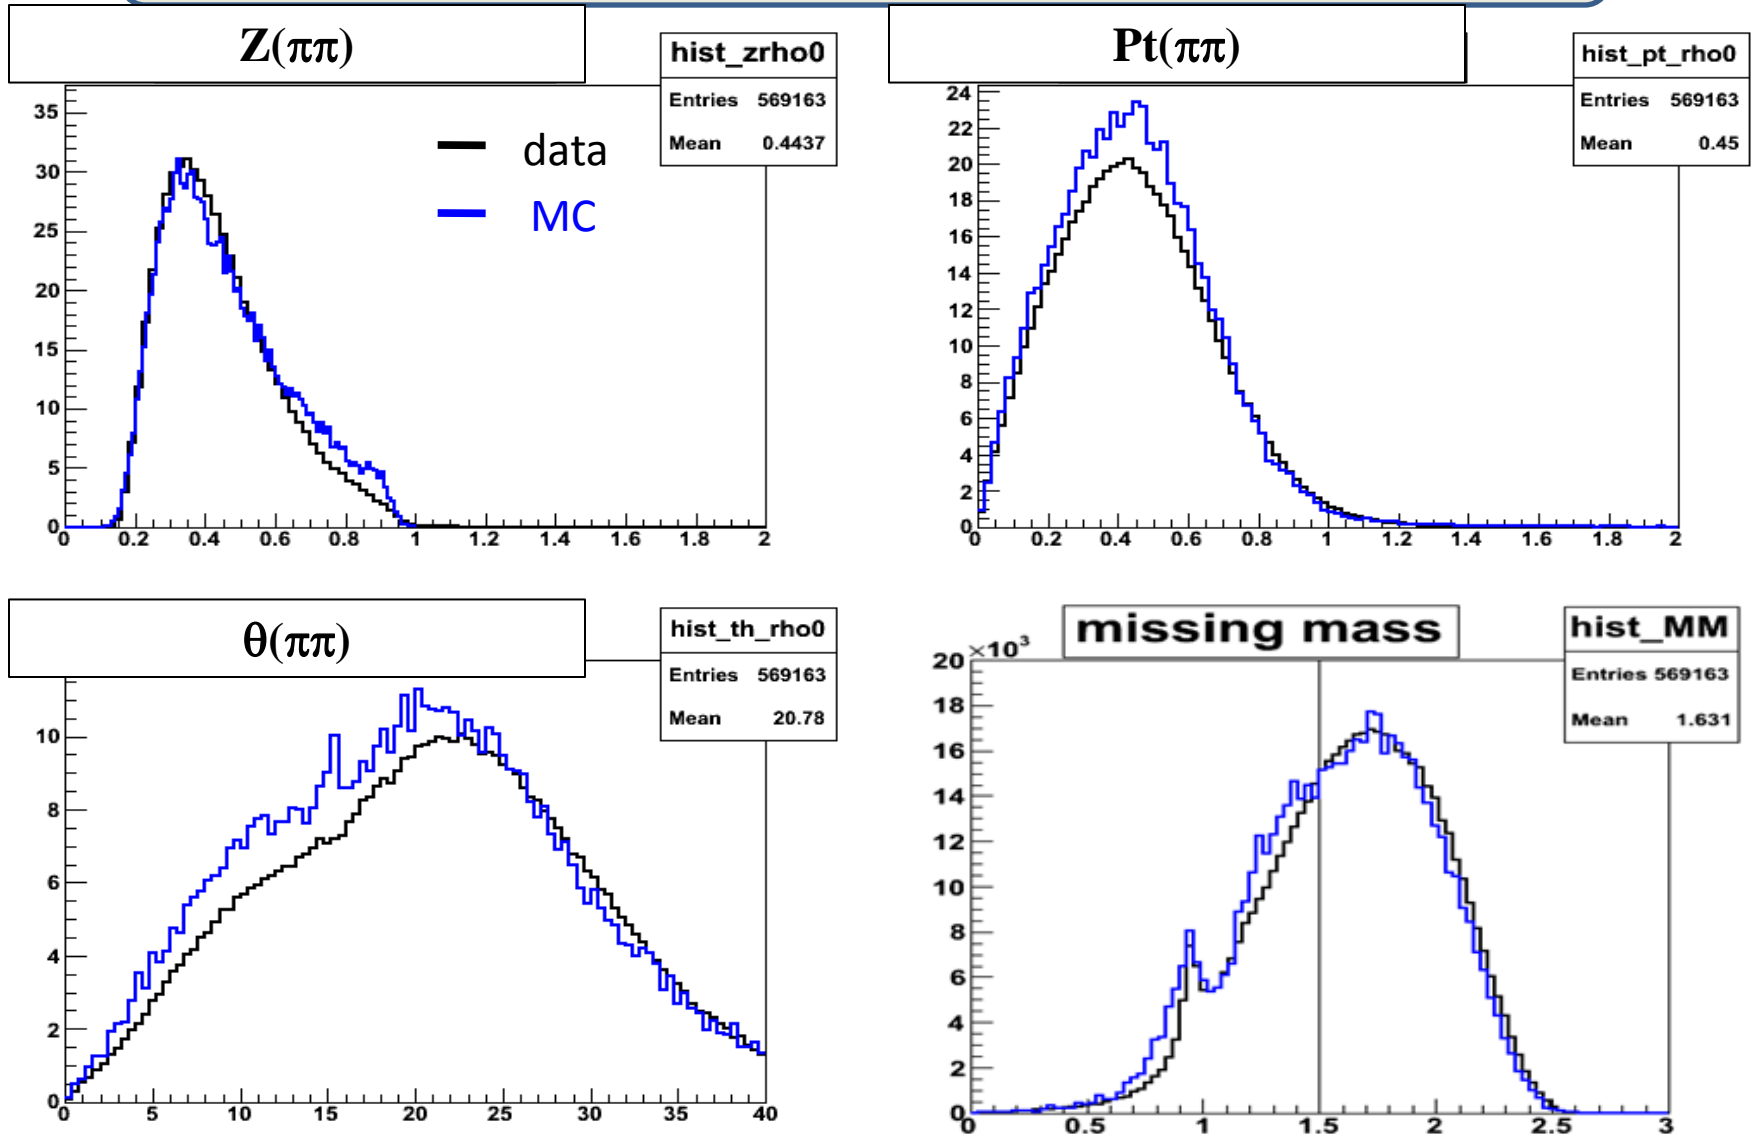 Z(ππ)
hist_zrho0
Entries 569163
Mean 0.4437
data
MC
35
30
25
20
15
10
5
0
0 0.2 0.4 0.6 0.8 1 1.2 1.4 1.6 1.8 2
Pt(ππ)
hist_pt_rho0
Entries 569163
Mean 0.45
24
22
20
18
16
14
12
10
8
6
4
2
0
0 0.2 0.4 0.6 0.8 1 1.2 1.4 1.6 1.8 2
θ(ππ)
hist_th_rho0
Entries 569163
Mean 20.78
10
8
6
4
2
0
0 5 10 15 20 25 30 35 40
missing mass
hist_MM
Entries 569163
Mean 1.631
×10³
20
18
16
14
12
10
8
6
4
2
0
0 0.5 1 1.5 2 2.5 3